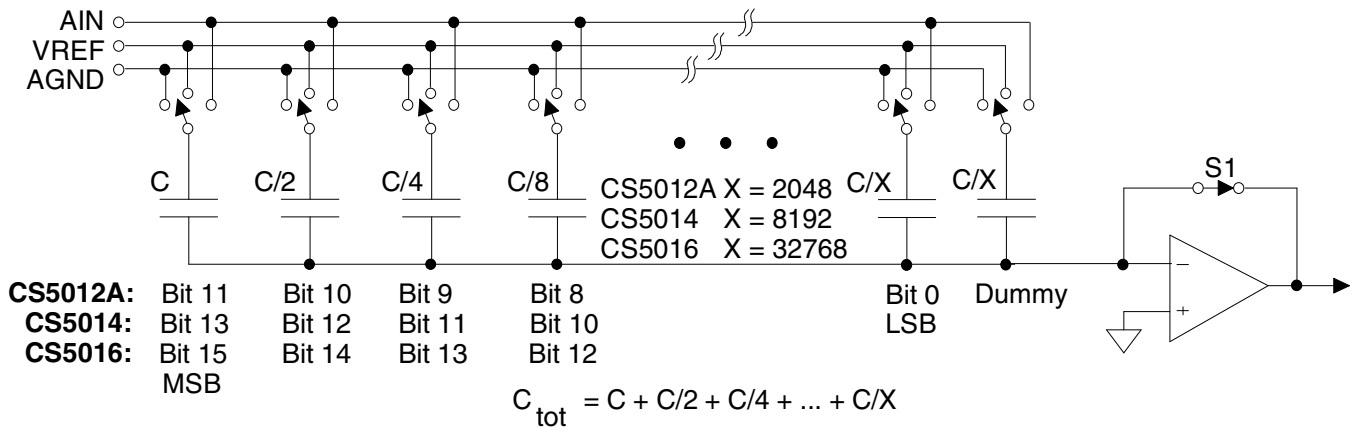 AIN
VREF
AGND
C C/2 C/4 C/8 C/X C/X S1
CS5012A X = 2048
CS5014 X = 8192
CS5016 X = 32768
− +
CS5012A: Bit 11 Bit 10 Bit 9 Bit 8 Bit 0 Dummy
CS5014: Bit 13 Bit 12 Bit 11 Bit 10 LSB
CS5016: Bit 15 Bit 14 Bit 13 Bit 12
MSB
C tot = C + C/2 + C/4 + ... + C/X